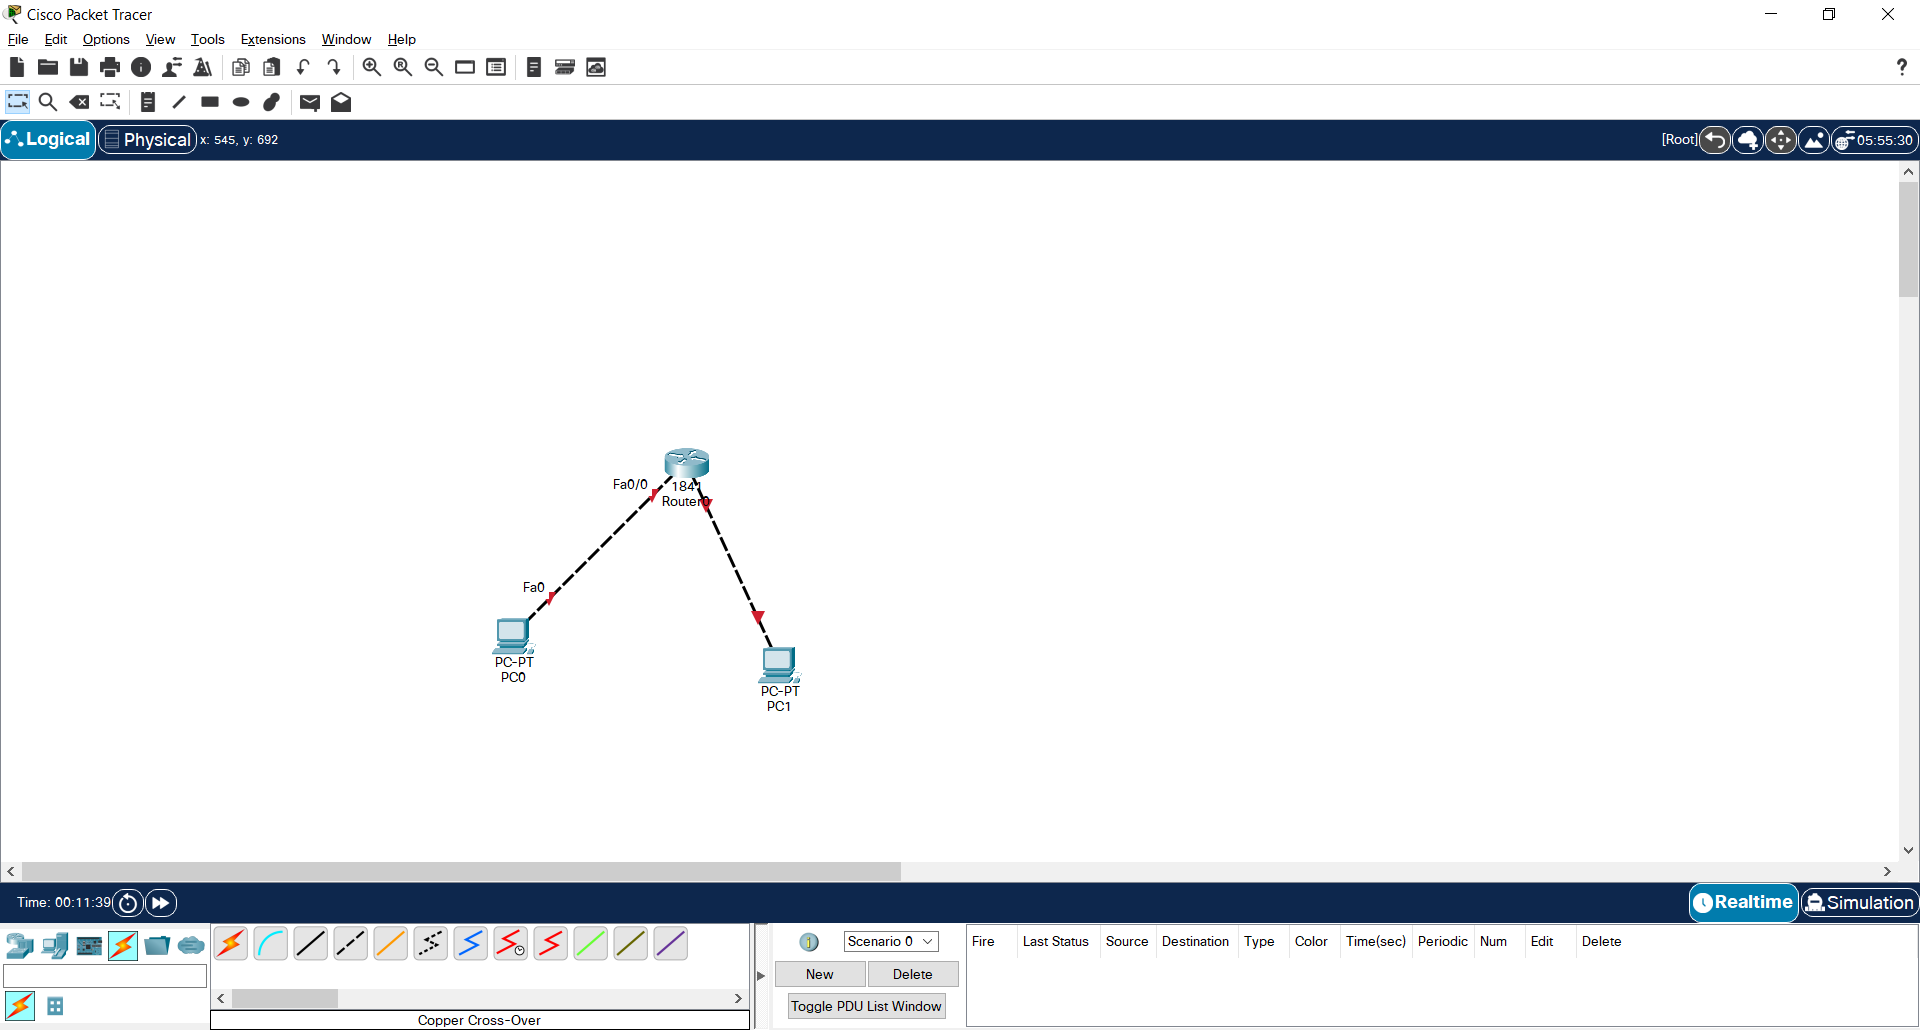 Cisco Packet Tracer
File Edit Options View Tools Extensions Window Help
Logical Physical x: 545, y: 692 [Root] 05:55:30
Fa0/0
1841
Router0
Fa0
PC-PT
PC0
PC-PT
PC1
Time: 00:11:39 Realtime Simulation
Scenario 0
New Delete
Toggle PDU List Window
Fire Last Status Source Destination Type Color Time(sec) Periodic Num Edit Delete
Copper Cross-Over